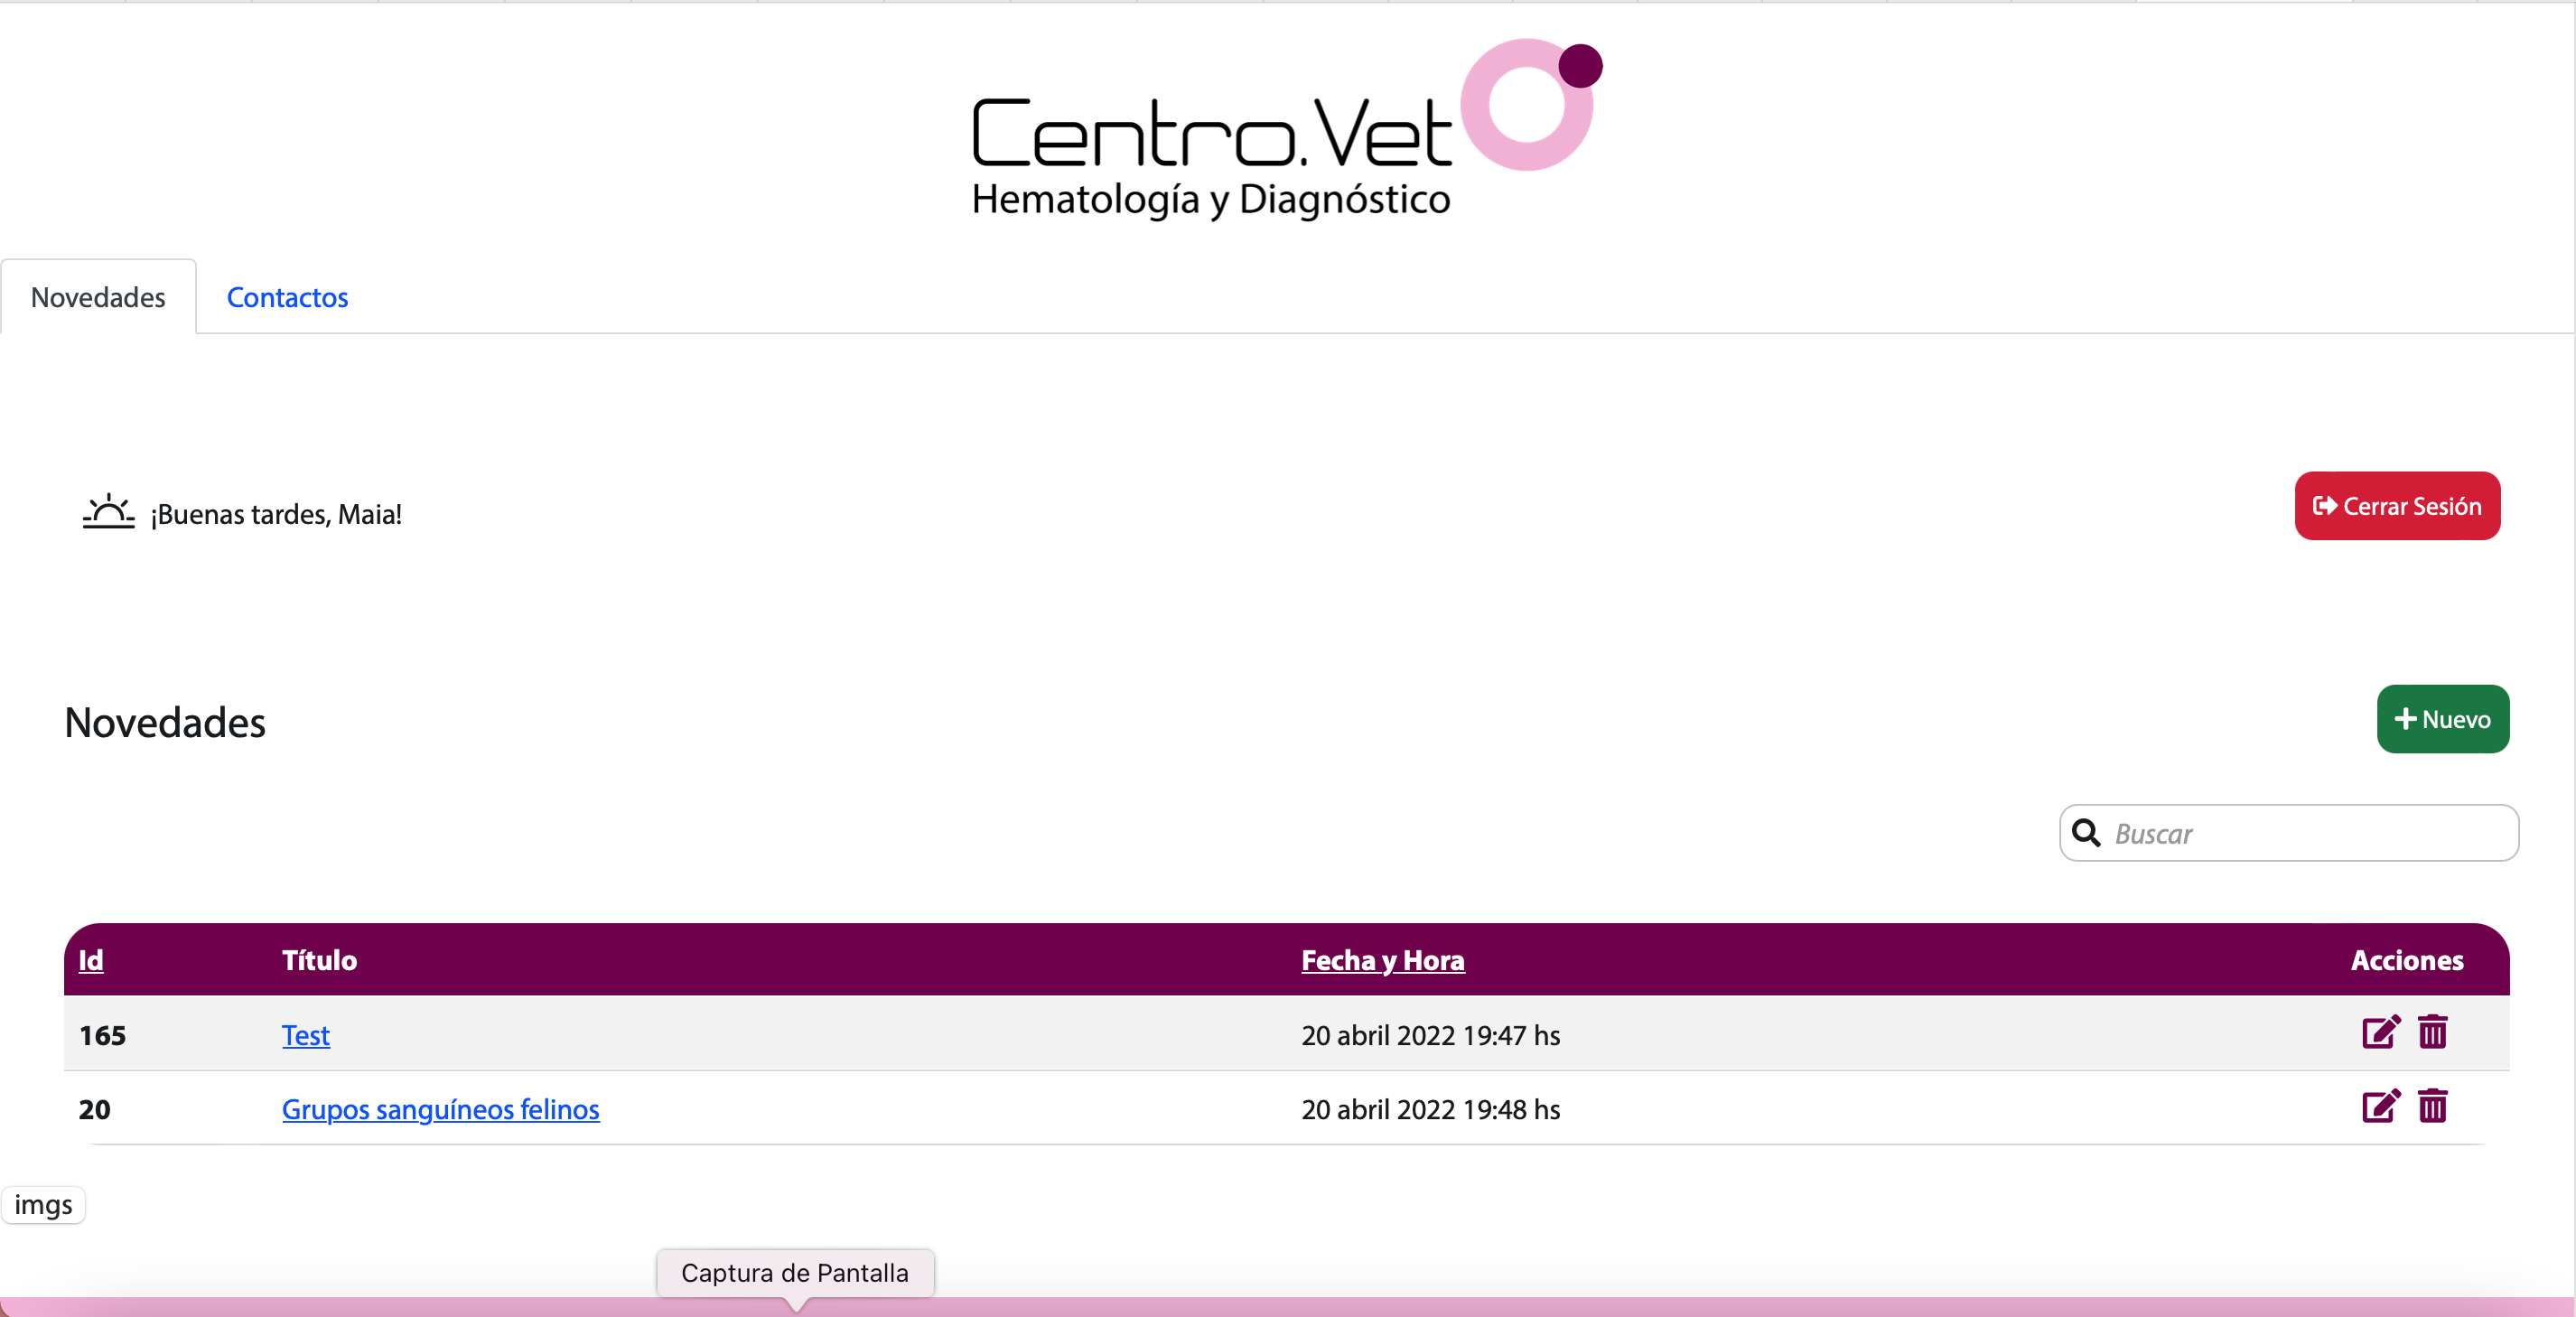 Centro.Vet
Hematología y Diagnóstico
Novedades Contactos
¡Buenas tardes, Maia! Cerrar Sesión
Novedades Nuevo
Buscar
Id Título Fecha y Hora Acciones
165 Test 20 abril 2022 19:47 hs
20 Grupos sanguíneos felinos 20 abril 2022 19:48 hs
imgs
Captura de Pantalla